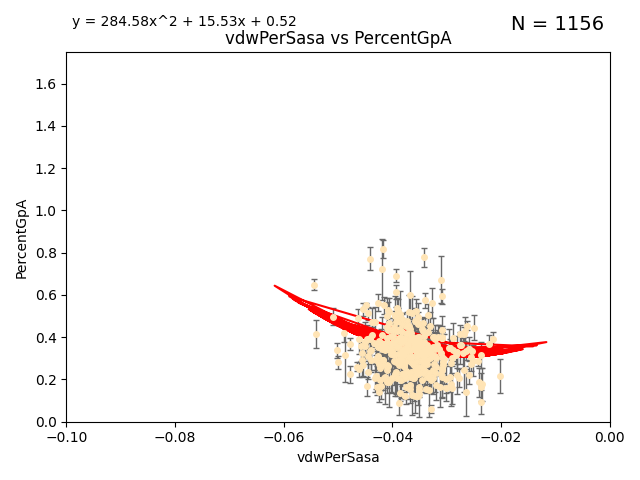 y = 284.58x^2 + 15.53x + 0.52
N = 1156
vdwPerSasa vs PercentGpA
PercentGpA
1.6
1.4
1.2
1.0
0.8
0.6
0.4
0.2
0.0
−0.10 −0.08 −0.06 −0.04 −0.02 0.00
vdwPerSasa